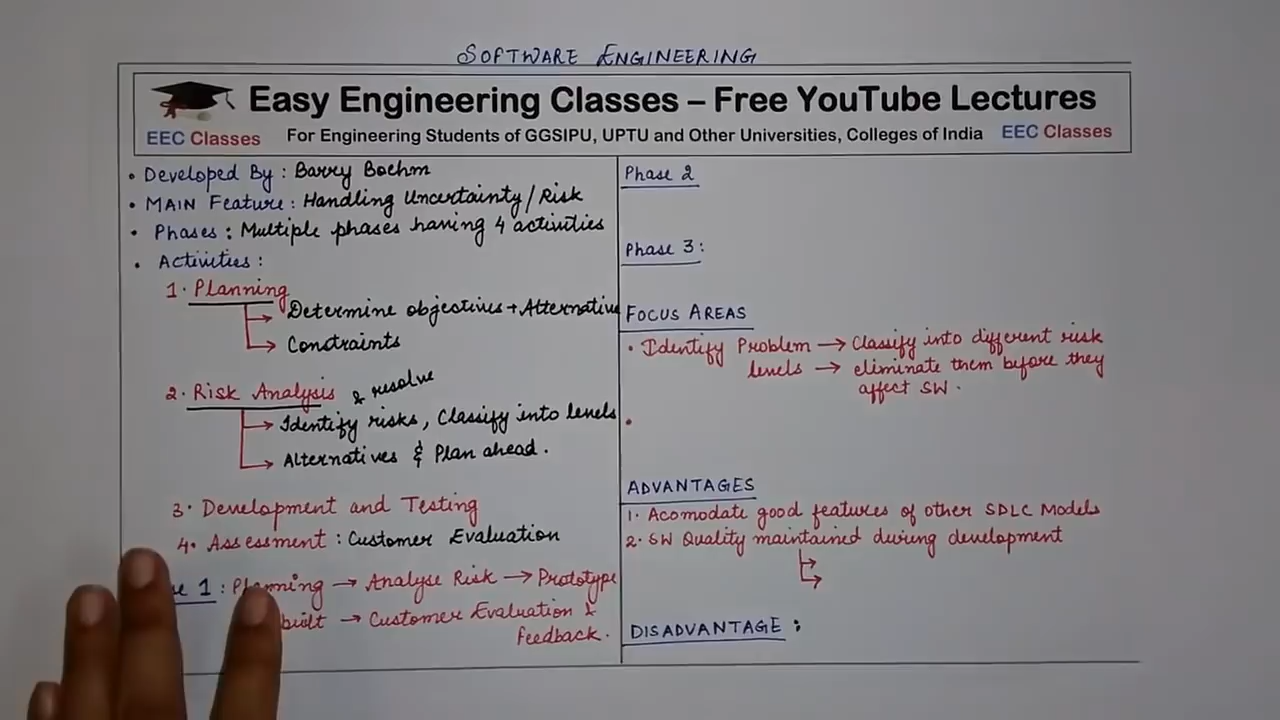 SOFTWARE ENGINEERING
Easy Engineering Classes – Free YouTube Lectures
EEC Classes For Engineering Students of GGSIPU, UPTU and Other Universities, Colleges of India EEC Classes
• Developed By : Barry Boehm
• MAIN Feature : Handling Uncertainty / Risk
• Phases : Multiple phases having 4 activities
• Activities :
1. Planning
→ Determine objectives + Alternative
→ Constraints
2. Risk Analysis & resolve
→ Identify risks, Classify into levels
→ Alternatives & Plan ahead.
3. Development and Testing
4. Assessment : Customer Evaluation
1 : Planning → Analyse Risk → Prototype
built → Customer Evaluation &
feedback.
Phase 2
Phase 3 :
FOCUS AREAS
• Identify Problem → Classify into different risk
levels → eliminate them before they
affect SW.
•
ADVANTAGES
1. Acomodate good features of other SDLC Models
2. SW Quality maintained during development
DISADVANTAGE :